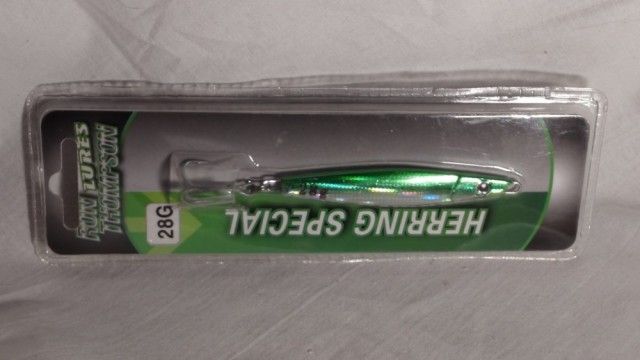 RON
THOMPSON
LURES
28G
HERRING SPECIAL